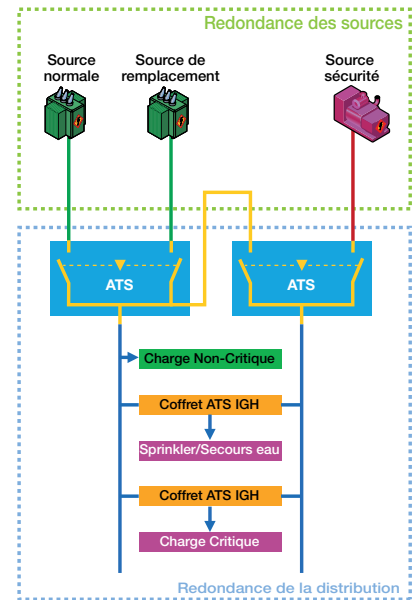 Redondance des sources
Source
normale
Source de
remplacement
Source
sécurité
ATS
ATS
Charge Non-Critique
Coffret ATS IGH
Sprinkler/Secours eau
Coffret ATS IGH
Charge Critique
Redondance de la distribution